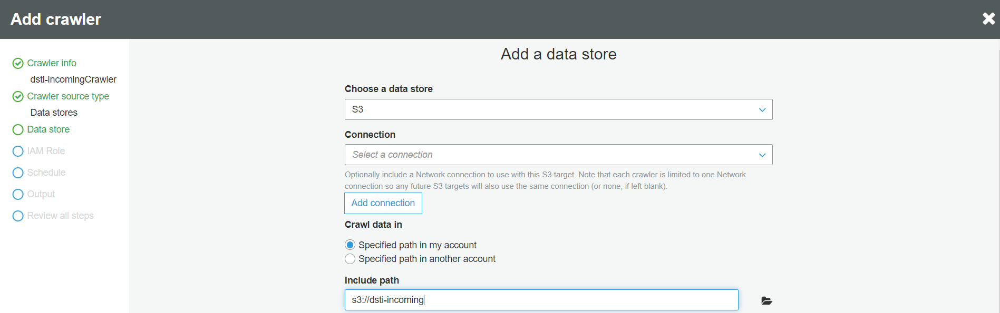 Add crawler
Crawler info
dsti-incomingCrawler
Crawler source type
Data stores
Data store
IAM Role
Schedule
Output
Review all steps
Add a data store
Choose a data store
S3
Connection
Select a connection
Optionally include a Network connection to use with this S3 target. Note that each crawler is limited to one Network
connection so any future S3 targets will also use the same connection (or none, if left blank).
Add connection
Crawl data in
Specified path in my account
Specified path in another account
Include path
s3://dsti-incoming